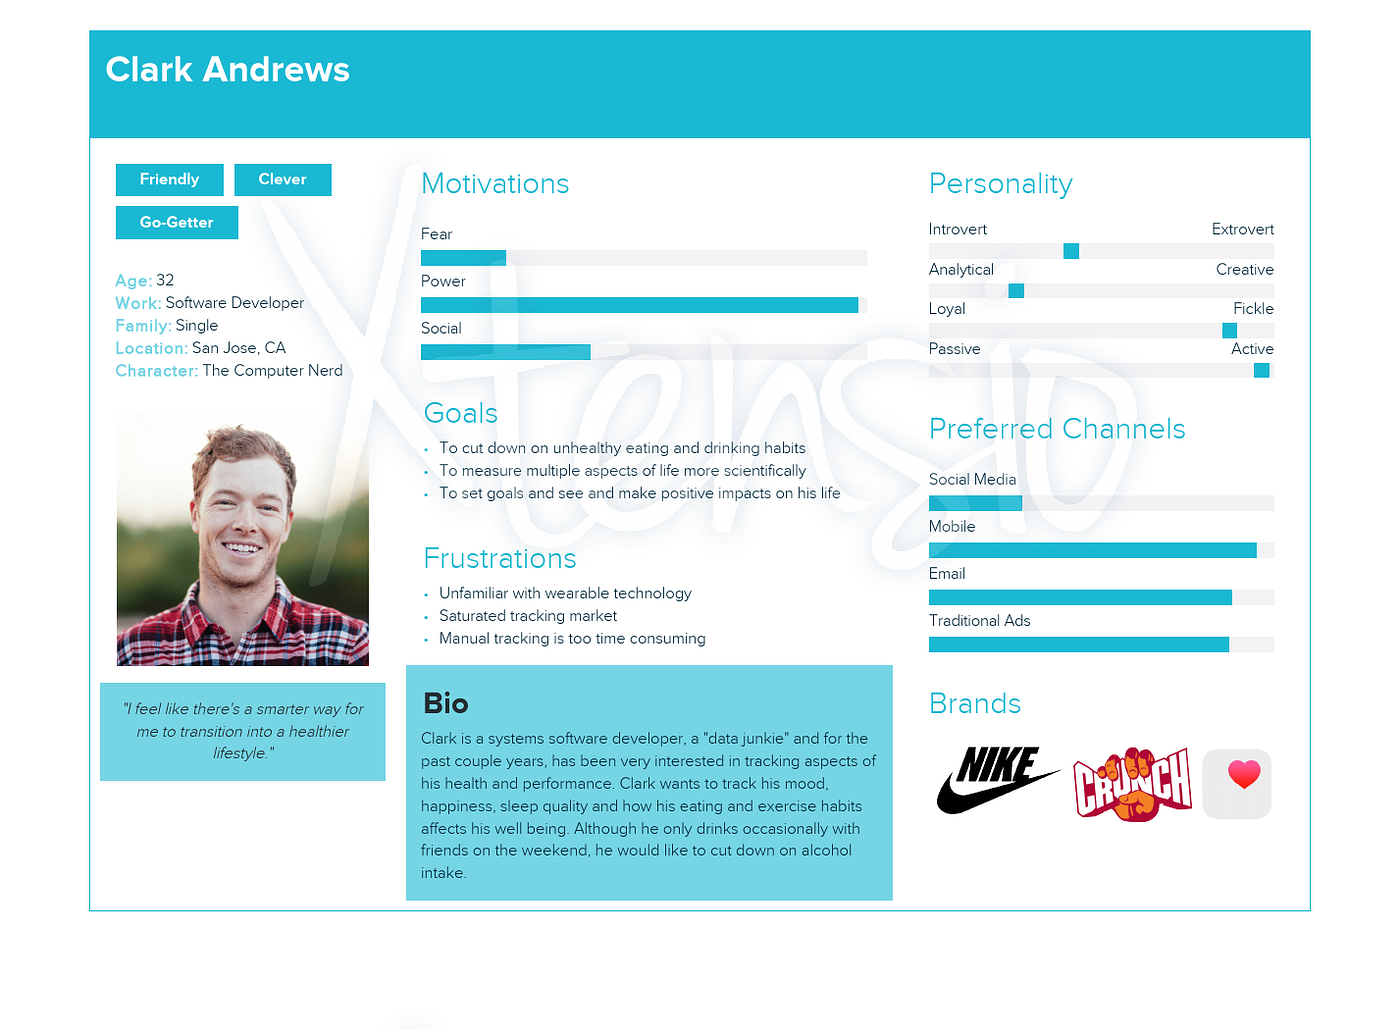 Clark Andrews
Friendly
Clever
Go-Getter
Age: 32
Work: Software Developer
Family: Single
Location: San Jose, CA
Character: The Computer Nerd
"I feel like there's a smarter way for
me to transition into a healthier
lifestyle."
Motivations
Fear
Power
Social
Goals
To cut down on unhealthy eating and drinking habits
To measure multiple aspects of life more scientifically
To set goals and see and make positive impacts on his life
Frustrations
Unfamiliar with wearable technology
Saturated tracking market
Manual tracking is too time consuming
Bio
Clark is a systems software developer, a "data junkie" and for the
past couple years, has been very interested in tracking aspects of
his health and performance. Clark wants to track his mood,
happiness, sleep quality and how his eating and exercise habits
affects his well being. Although he only drinks occasionally with
friends on the weekend, he would like to cut down on alcohol
intake.
Personality
Introvert Extrovert
Analytical Creative
Loyal Fickle
Passive Active
Preferred Channels
Social Media
Mobile
Email
Traditional Ads
Brands
NIKE
CRUNCH
Xtensio